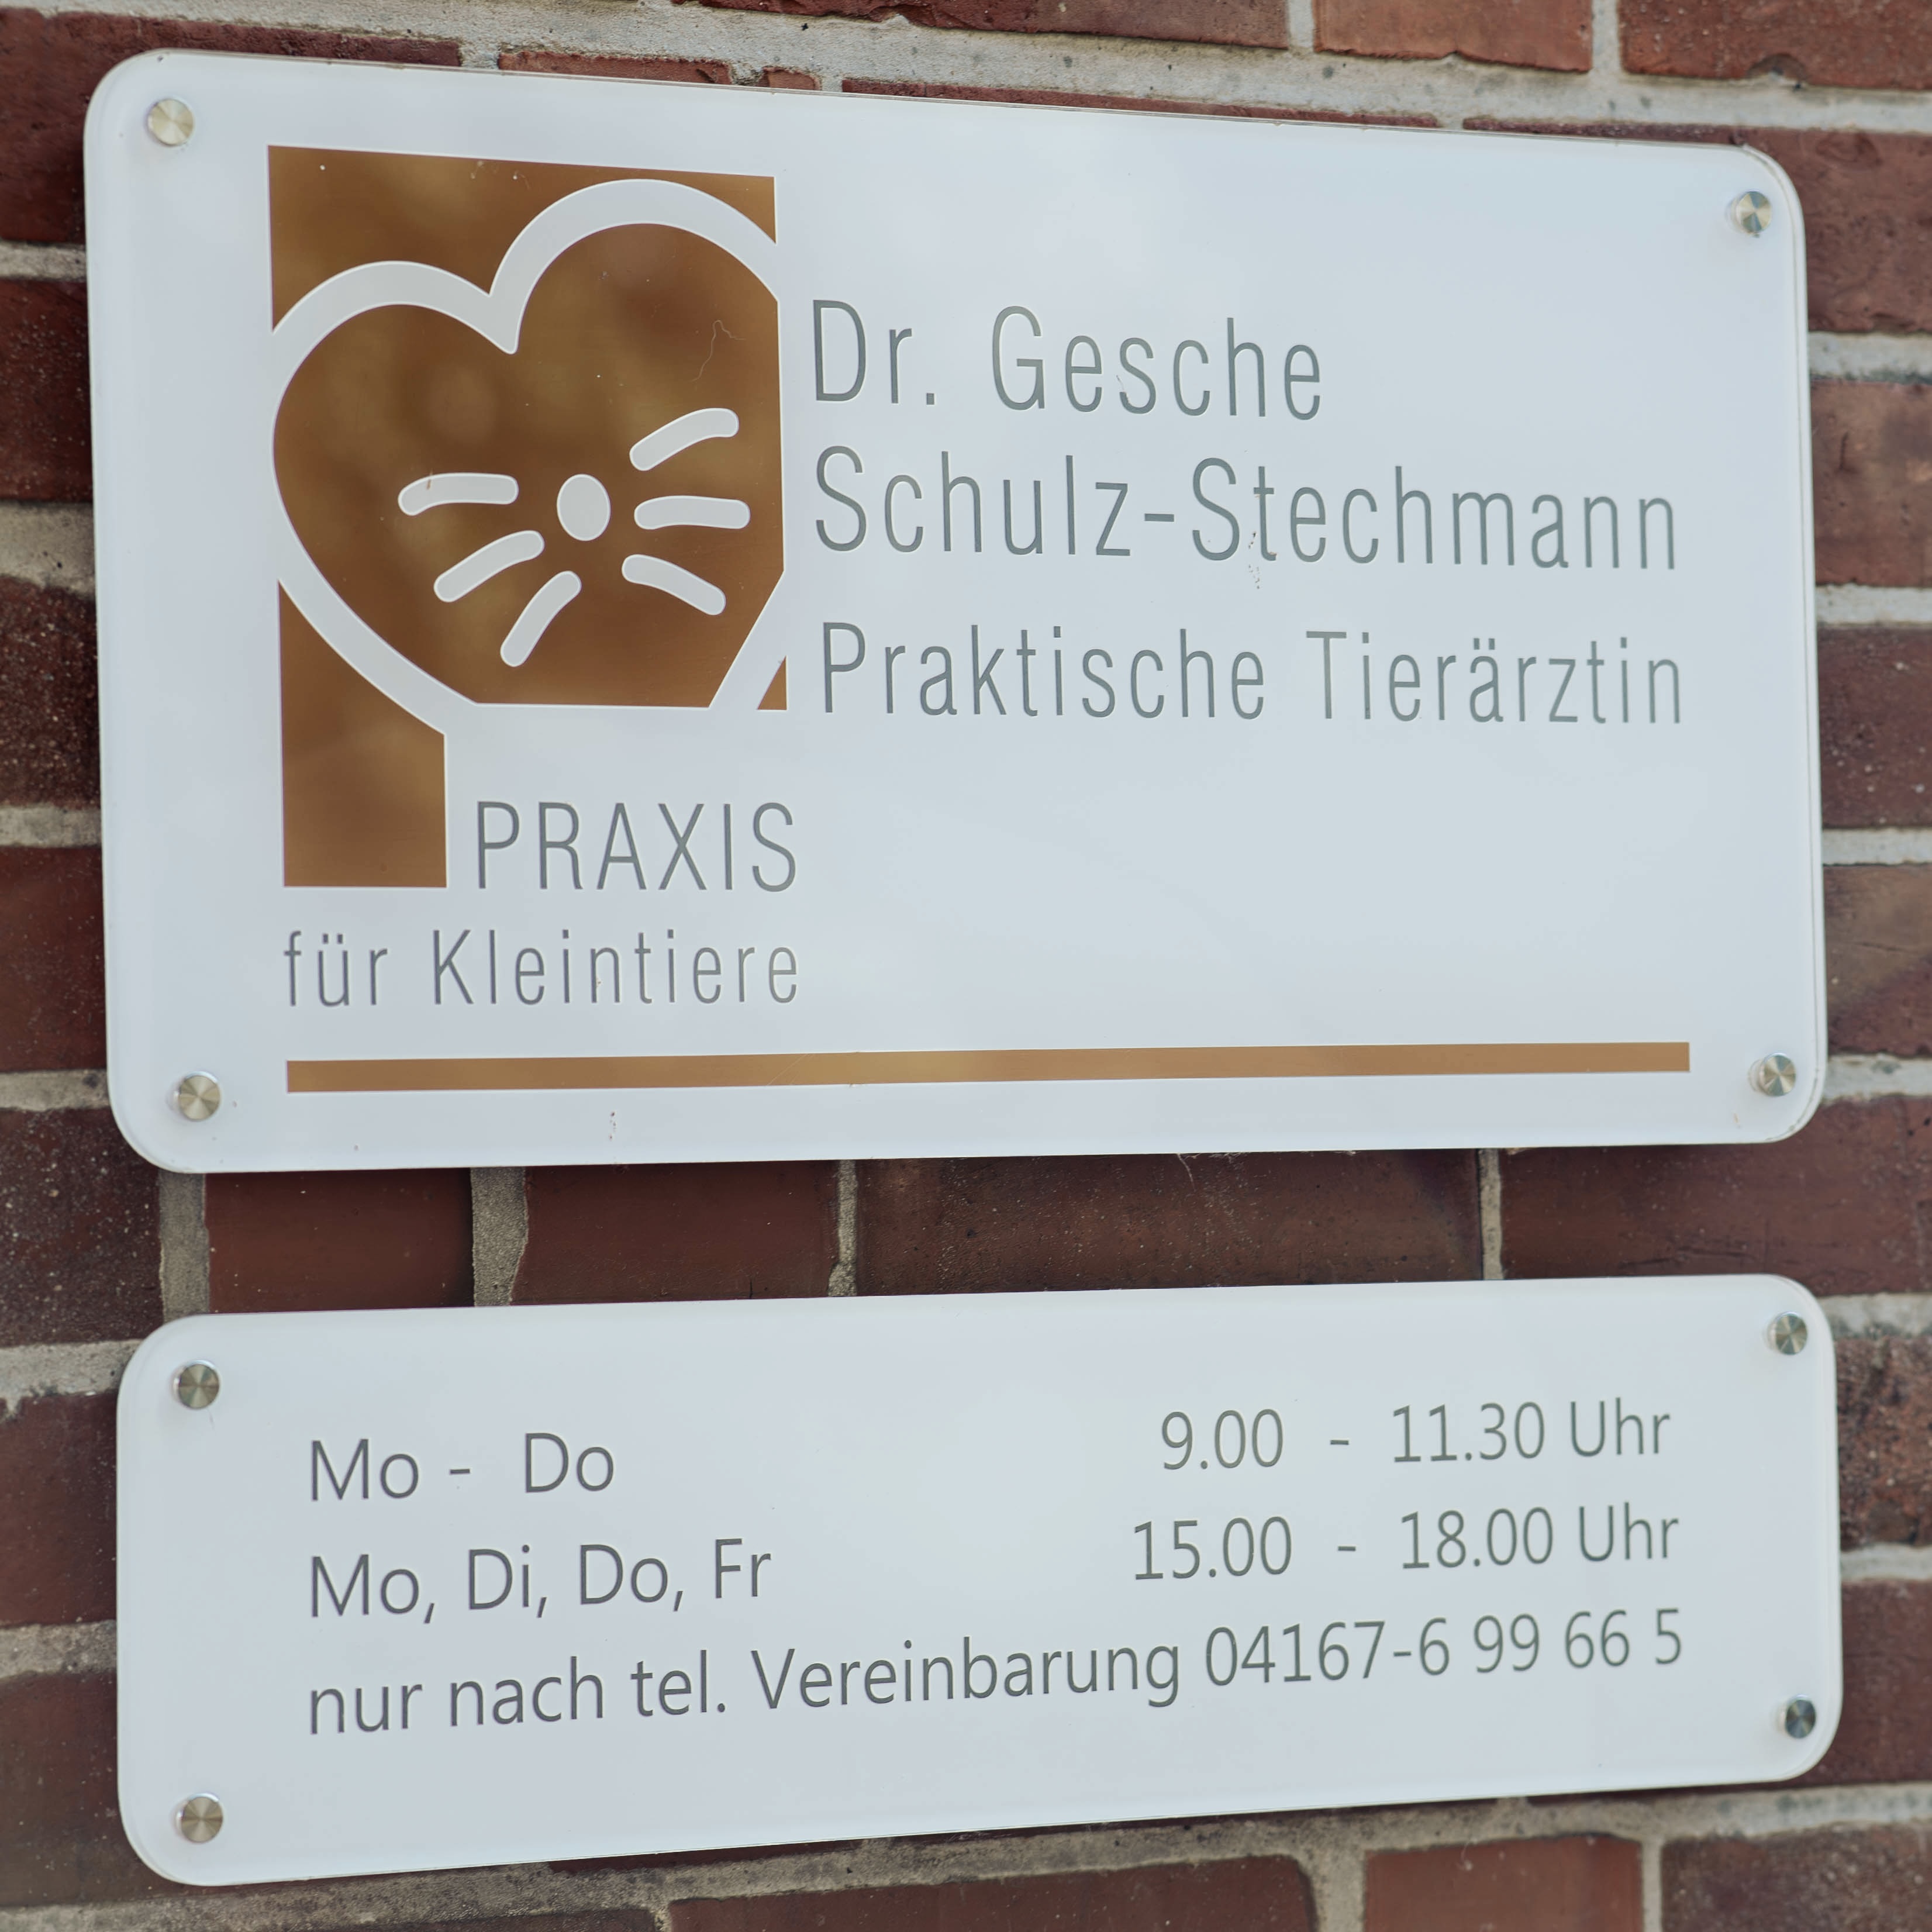 Dr. Gesche
Schulz-Stechmann
Praktische Tierärztin
PRAXIS
für Kleintiere
Mo - Do 9.00 - 11.30 Uhr
Mo, Di, Do, Fr 15.00 - 18.00 Uhr
nur nach tel. Vereinbarung 04167-6 99 66 5